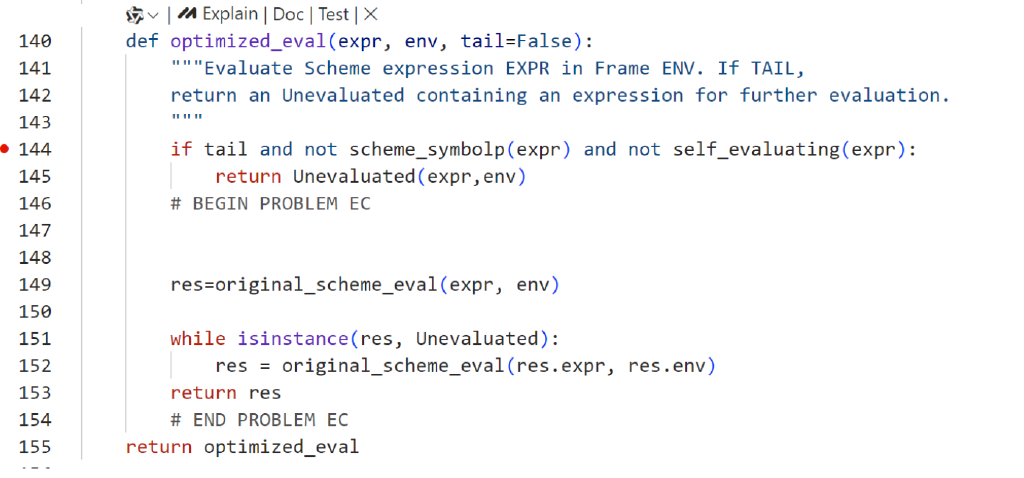 Explain | Doc | Test | X
140 def optimized_eval(expr, env, tail=False):
141 """Evaluate Scheme expression EXPR in Frame ENV. If TAIL,
142 return an Unevaluated containing an expression for further evaluation.
143 """
144 if tail and not scheme_symbolp(expr) and not self_evaluating(expr):
145 return Unevaluated(expr,env)
146 # BEGIN PROBLEM EC
147
148
149 res=original_scheme_eval(expr, env)
150
151 while isinstance(res, Unevaluated):
152 res = original_scheme_eval(res.expr, res.env)
153 return res
154 # END PROBLEM EC
155 return optimized_eval